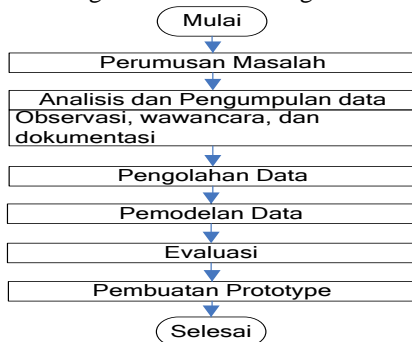 Mulai
Perumusan Masalah
Analisis dan Pengumpulan data
Observasi, wawancara, dan
dokumentasi
Pengolahan Data
Pemodelan Data
Evaluasi
Pembuatan Prototype
Selesai